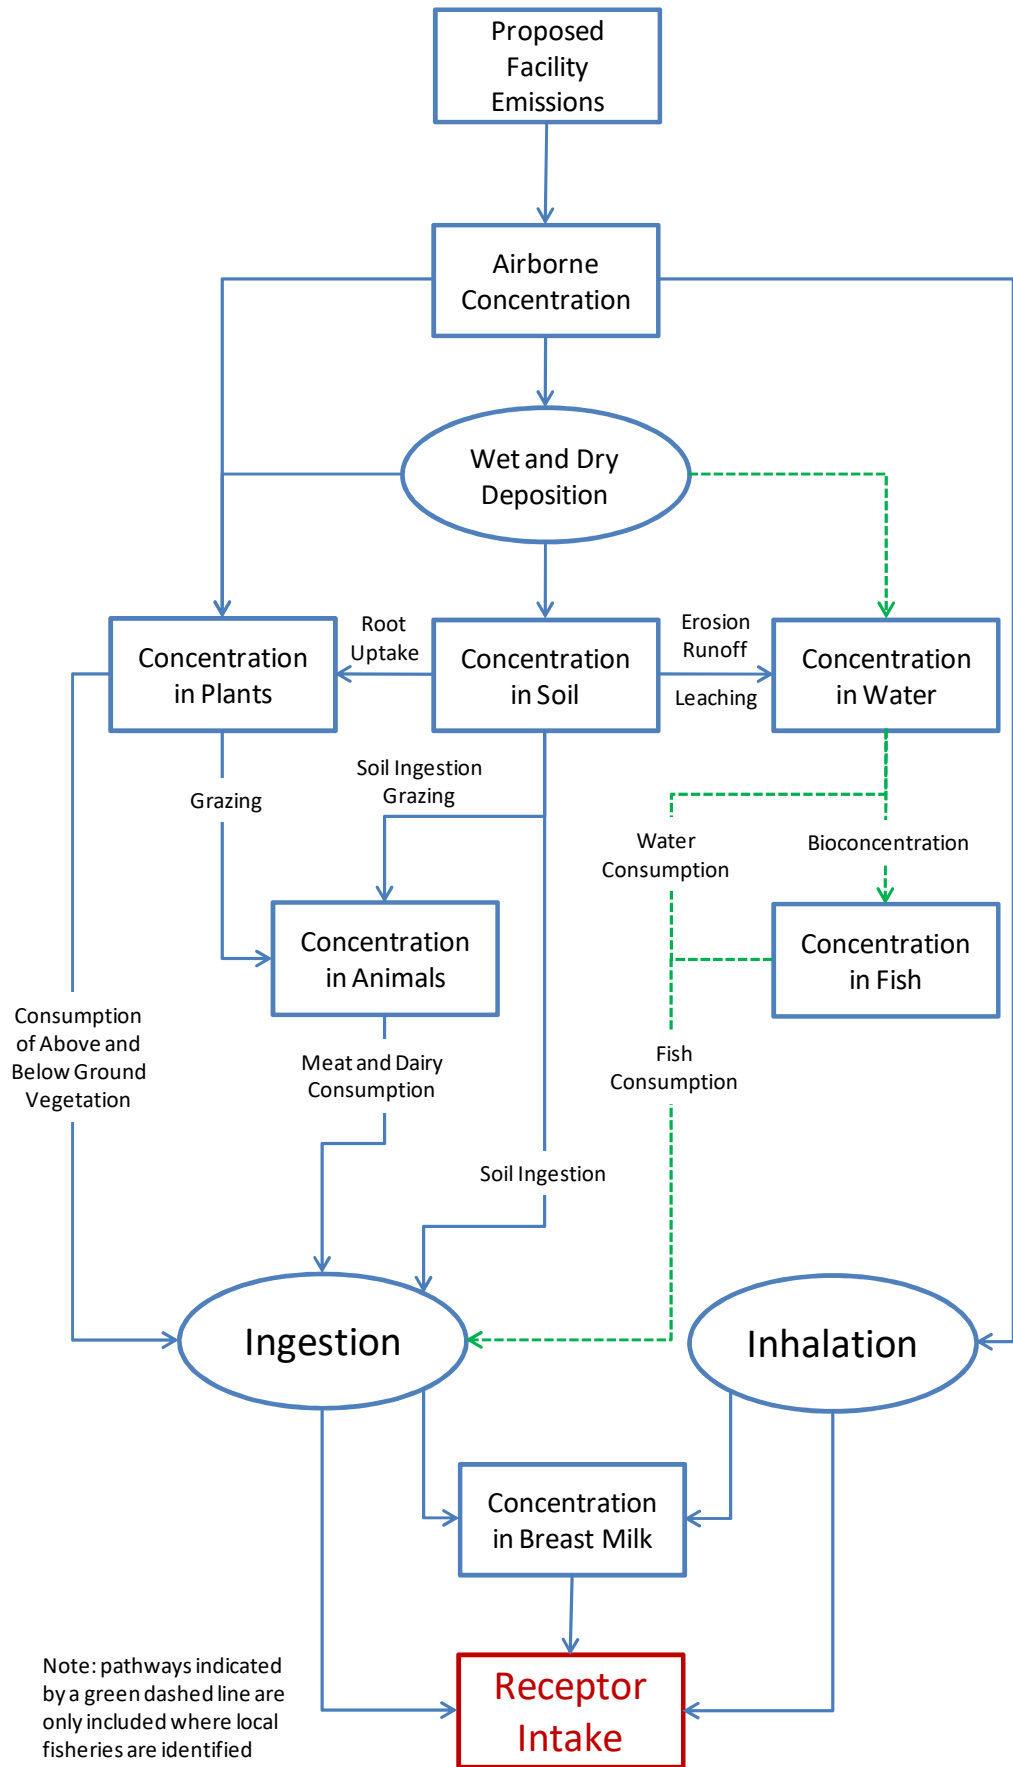 Proposed
Facility
Emissions
Airborne
Concentration
Wet and Dry
Deposition
Concentration
in Plants
Root
Uptake
Concentration
in Soil
Erosion
Runoff
Leaching
Concentration
in Water
Grazing
Soil Ingestion
Grazing
Water
Consumption
Bioconcentration
Concentration
in Animals
Concentration
in Fish
Consumption
of Above and
Below Ground
Vegetation
Meat and Dairy
Consumption
Fish
Consumption
Soil Ingestion
Ingestion
Inhalation
Concentration
in Breast Milk
Receptor
Intake
Note: pathways indicated
by a green dashed line are
only included where local
fisheries are identified